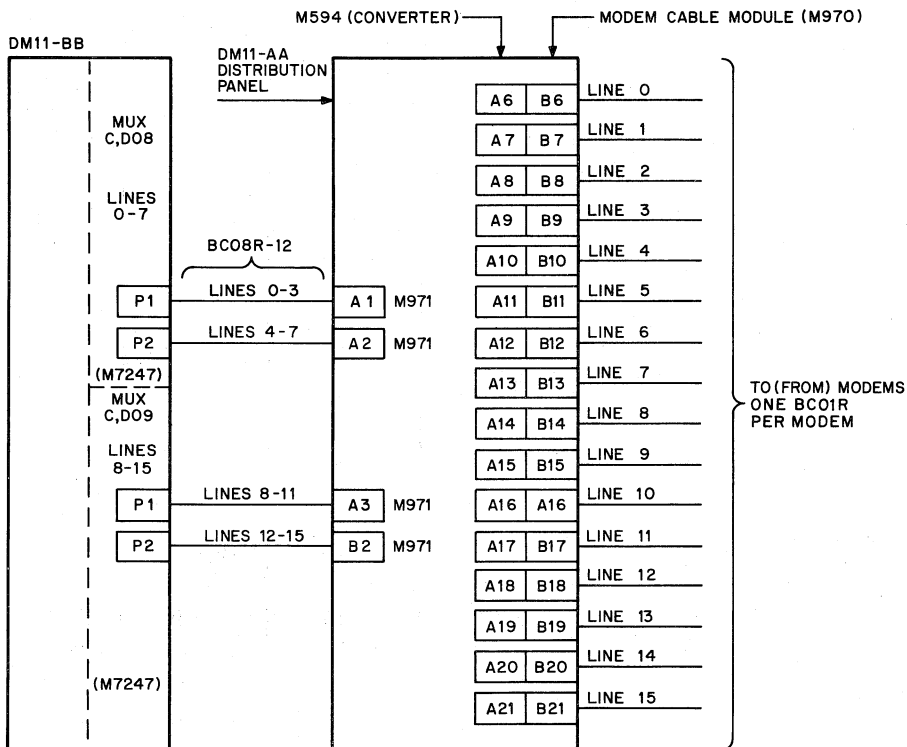 M594 (CONVERTER)
MODEM CABLE MODULE (M970)
DM11-BB
DM11-AA
DISTRIBUTION
PANEL
MUX
C,D08
LINES
0-7
BC08R-12
P1
LINES 0-3
A1
M971
P2
LINES 4-7
A2
M971
(M7247)
MUX
C,D09
LINES
8-15
P1
LINES 8-11
A3
M971
P2
LINES 12-15
B2
M971
(M7247)
A6 B6 LINE 0
A7 B7 LINE 1
A8 B8 LINE 2
A9 B9 LINE 3
A10 B10 LINE 4
A11 B11 LINE 5
A12 B12 LINE 6
A13 B13 LINE 7
A14 B14 LINE 8
A15 B15 LINE 9
A16 A16 LINE 10
A17 B17 LINE 11
A18 B18 LINE 12
A19 B19 LINE 13
A20 B20 LINE 14
A21 B21 LINE 15
TO (FROM) MODEMS
ONE BC01R
PER MODEM